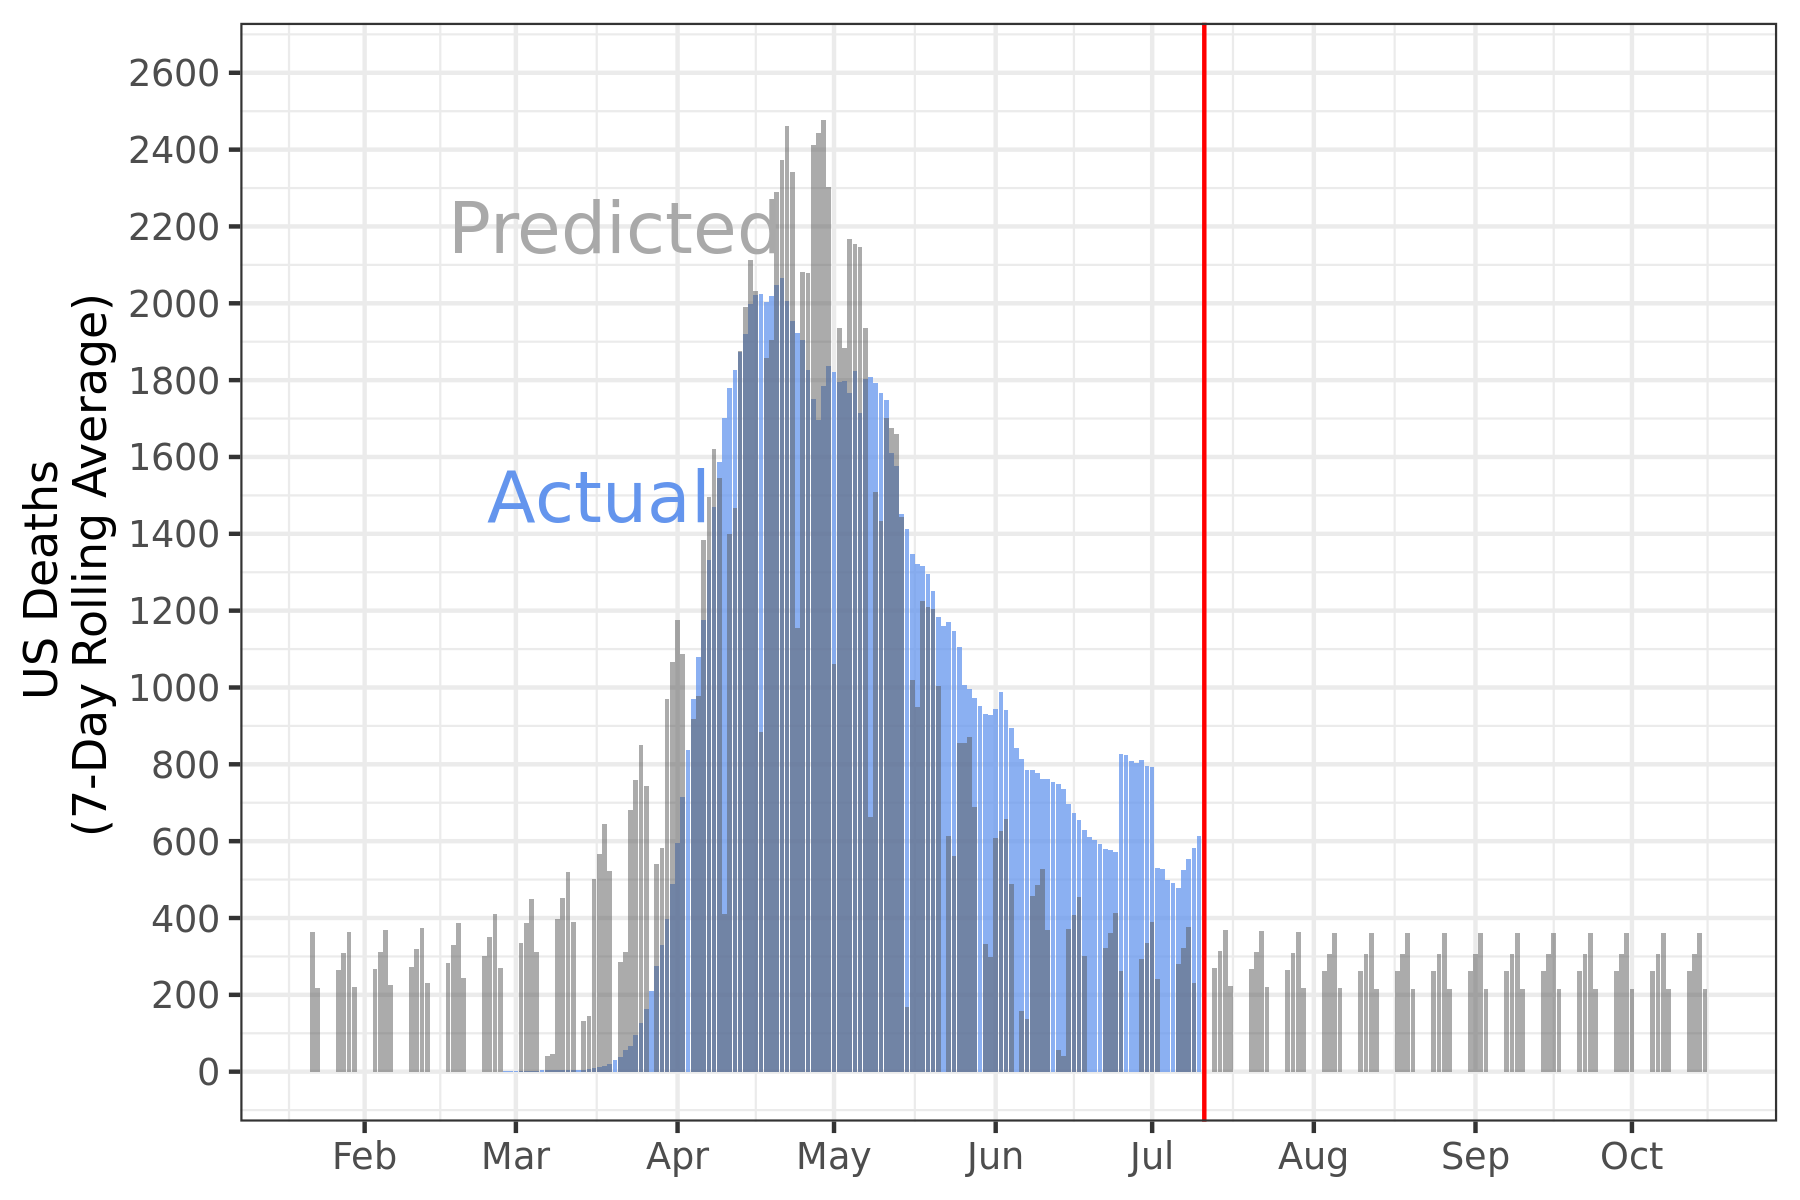 US Deaths
(7-Day Rolling Average)
2600
2400
2200
2000
1800
1600
1400
1200
1000
800
600
400
200
0
Predicted
Actual
Feb
Mar
Apr
May
Jun
Jul
Aug
Sep
Oct